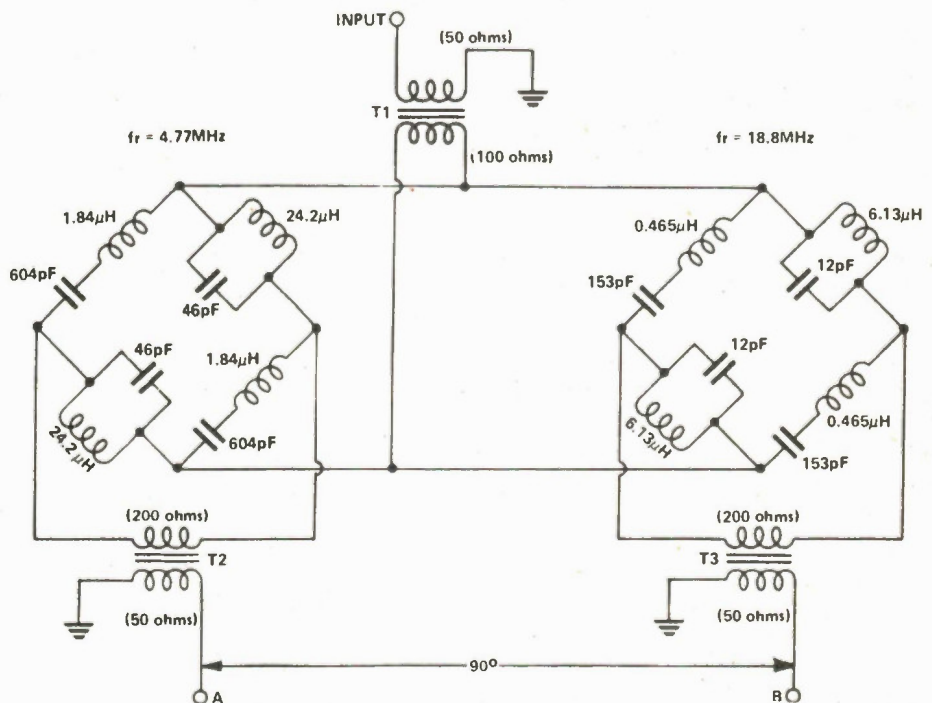 INPUT
(50 ohms)
T1
fr = 4.77MHz
fr = 18.8MHz
(100 ohms)
1.84μH
24.2μH
0.465μH
6.13μH
604pF
46pF
153pF
12pF
46pF
1.84μH
12pF
0.465μH
24.2μH
604pF
6.13μH
153pF
(200 ohms)
(200 ohms)
T2
T3
(50 ohms)
(50 ohms)
90°
A
B